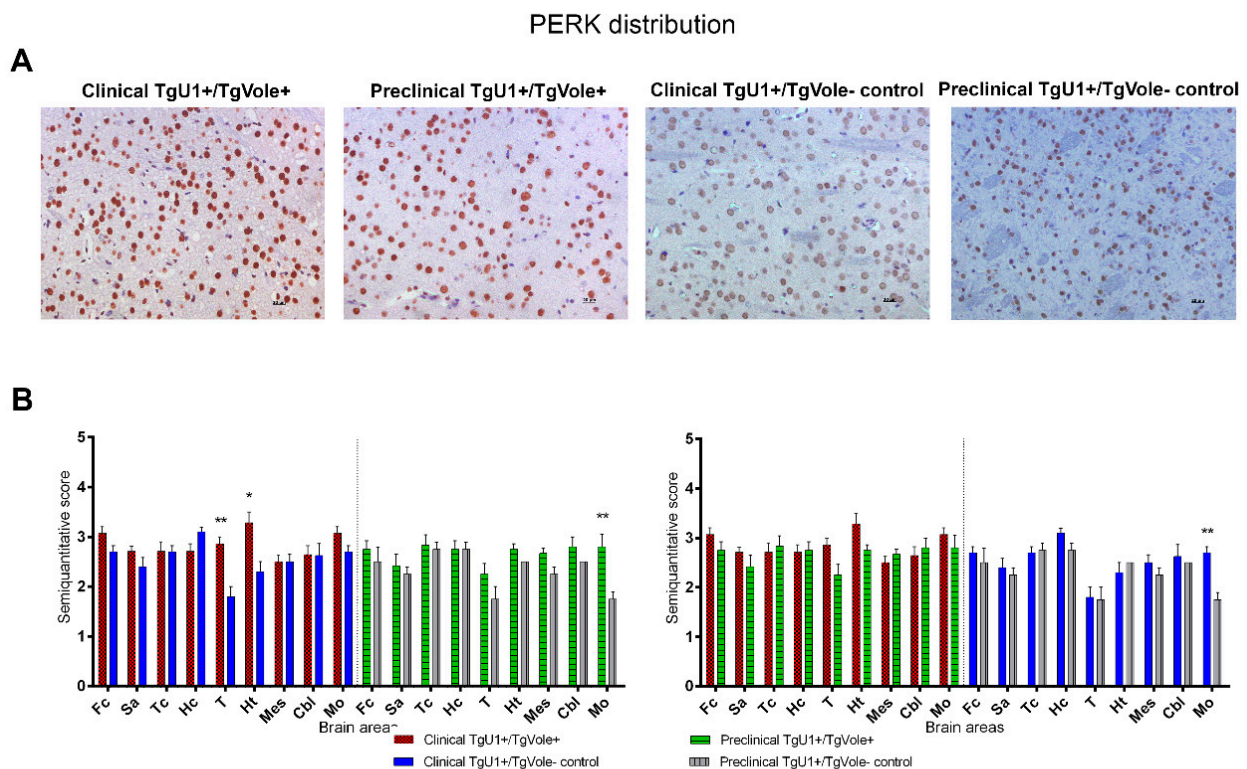 PERK distribution
A
Clinical TgU1+/TgVole+
Preclinical TgU1+/TgVole+
Clinical TgU1+/TgVole- control
Preclinical TgU1+/TgVole- control
B
Semiquantitative score
5
4
3
2
1
0
** * **
Fc Sa Tc Hc T Ht Mes Cbl Mo Fc Sa Tc Hc T Ht Mes Cbl Mo
Brain areas
Semiquantitative score
5
4
3
2
1
0
**
Fc Sa Tc Hc T Ht Mes Cbl Mo Fc Sa Tc Hc T Ht Mes Cbl Mo
Brain areas
Clinical TgU1+/TgVole+
Clinical TgU1+/TgVole- control
Preclinical TgU1+/TgVole+
Preclinical TgU1+/TgVole- control